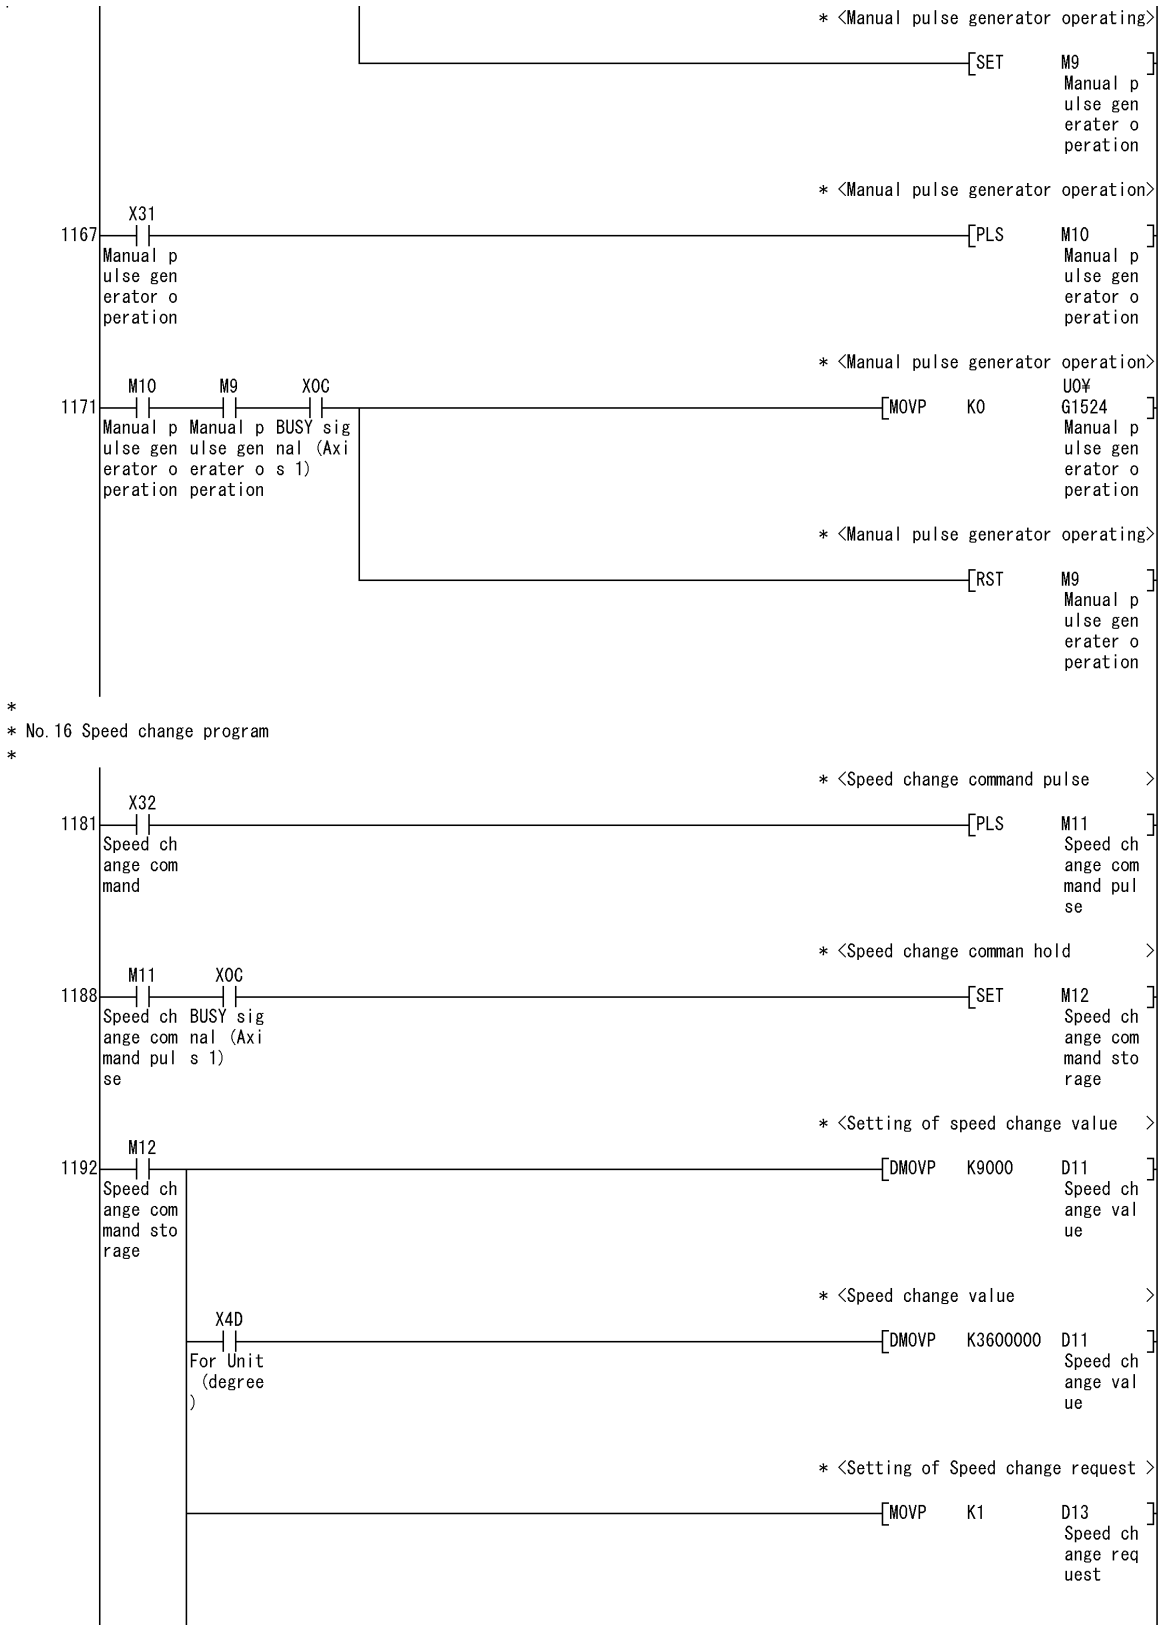 * <Manual pulse generator operating>
SET M9
Manual p
ulse gen
erater o
peration
* <Manual pulse generator operation>
X31
1167 PLS M10
Manual p Manual p
ulse gen ulse gen
erator o erator o
peration peration
* <Manual pulse generator operation>
M10 M9 X0C U0¥
1171 MOVP K0 G1524
Manual p Manual p BUSY sig Manual p
ulse gen ulse gen nal (Axi ulse gen
erator o erater o s 1) erator o
peration peration peration
* <Manual pulse generator operating>
RST M9
Manual p
ulse gen
erater o
peration
*
* No.16 Speed change program
*
* <Speed change command pulse >
X32
1181 PLS M11
Speed ch Speed ch
ange com ange com
mand mand pul
se
* <Speed change comman hold >
M11 X0C
1188 SET M12
Speed ch BUSY sig Speed ch
ange com nal (Axi ange com
mand pul s 1) mand sto
se rage
* <Setting of speed change value >
M12
1192 DMOVP K9000 D11
Speed ch Speed ch
ange com ange val
mand sto ue
rage
* <Speed change value >
X4D
DMOVP K3600000 D11
For Unit Speed ch
(degree ange val
) ue
* <Setting of Speed change request >
MOVP K1 D13
Speed ch
ange req
uest